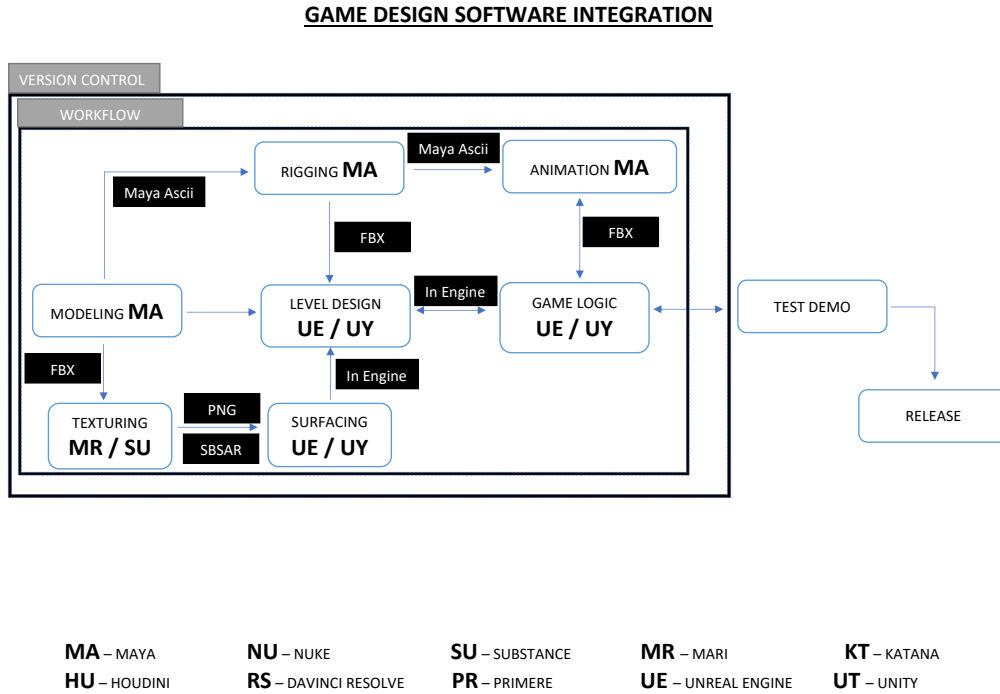 GAME DESIGN SOFTWARE INTEGRATION
VERSION CONTROL
WORKFLOW
RIGGING MA
Maya Ascii
ANIMATION MA
Maya Ascii
FBX
FBX
MODELING MA
LEVEL DESIGN
UE / UY
In Engine
GAME LOGIC
UE / UY
TEST DEMO
FBX
In Engine
TEXTURING
MR / SU
PNG
SBSAR
SURFACING
UE / UY
RELEASE
MA – MAYA
NU – NUKE
SU – SUBSTANCE
MR – MARI
KT – KATANA
HU – HOUDINI
RS – DAVINCI RESOLVE
PR – PRIMERE
UE – UNREAL ENGINE
UT – UNITY